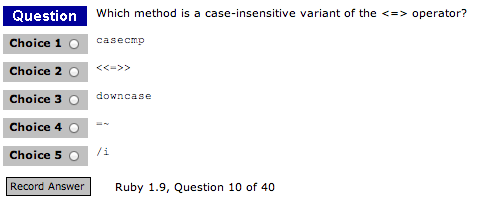 Question Which method is a case-insensitive variant of the <=> operator?
Choice 1 casecmp
Choice 2 <<=>>
Choice 3 downcase
Choice 4 =~
Choice 5 /i
Record Answer Ruby 1.9, Question 10 of 40